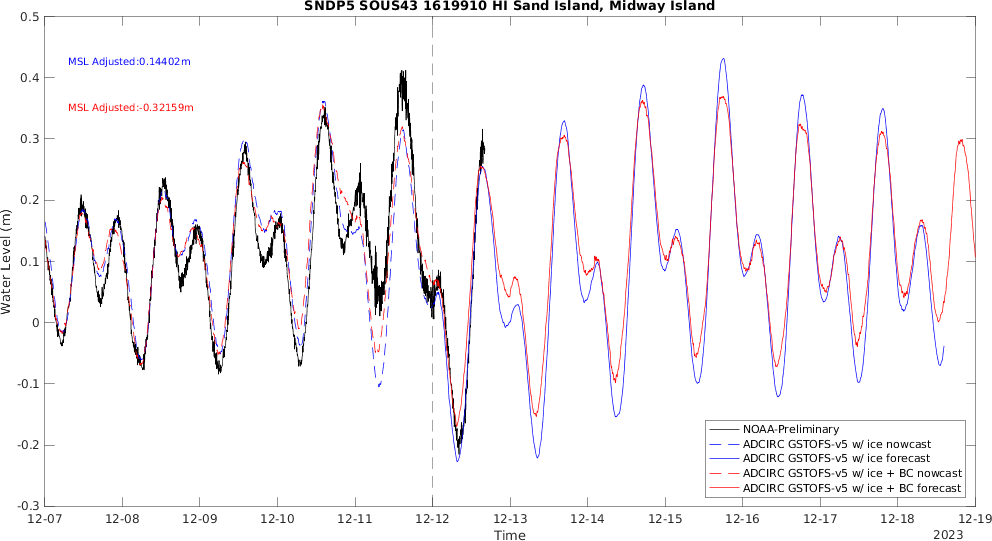 SNDP5 SOUS43 1619910 HI Sand Island, Midway Island
0.5
0.4
0.3
0.2
0.1
0
-0.1
-0.2
-0.3
Water Level (m)
MSL Adjusted:0.14402m
MSL Adjusted:-0.32159m
NOAA-Preliminary
ADCIRC GSTOFS-v5 w/ ice nowcast
ADCIRC GSTOFS-v5 w/ ice forecast
ADCIRC GSTOFS-v5 w/ ice + BC nowcast
ADCIRC GSTOFS-v5 w/ ice + BC forecast
12-07 12-08 12-09 12-10 12-11 12-12 12-13 12-14 12-15 12-16 12-17 12-18 12-19
Time
2023